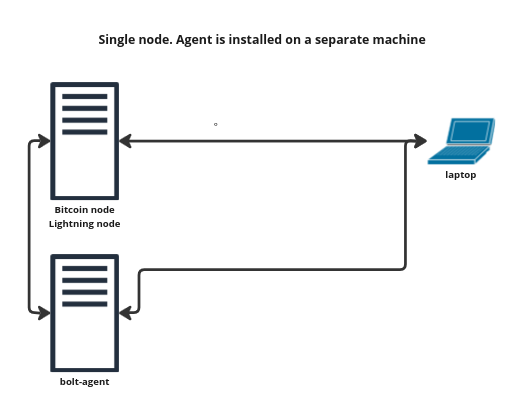 Single node. Agent is installed on a separate machine
laptop
Bitcoin node
Lightning node
bolt-agent